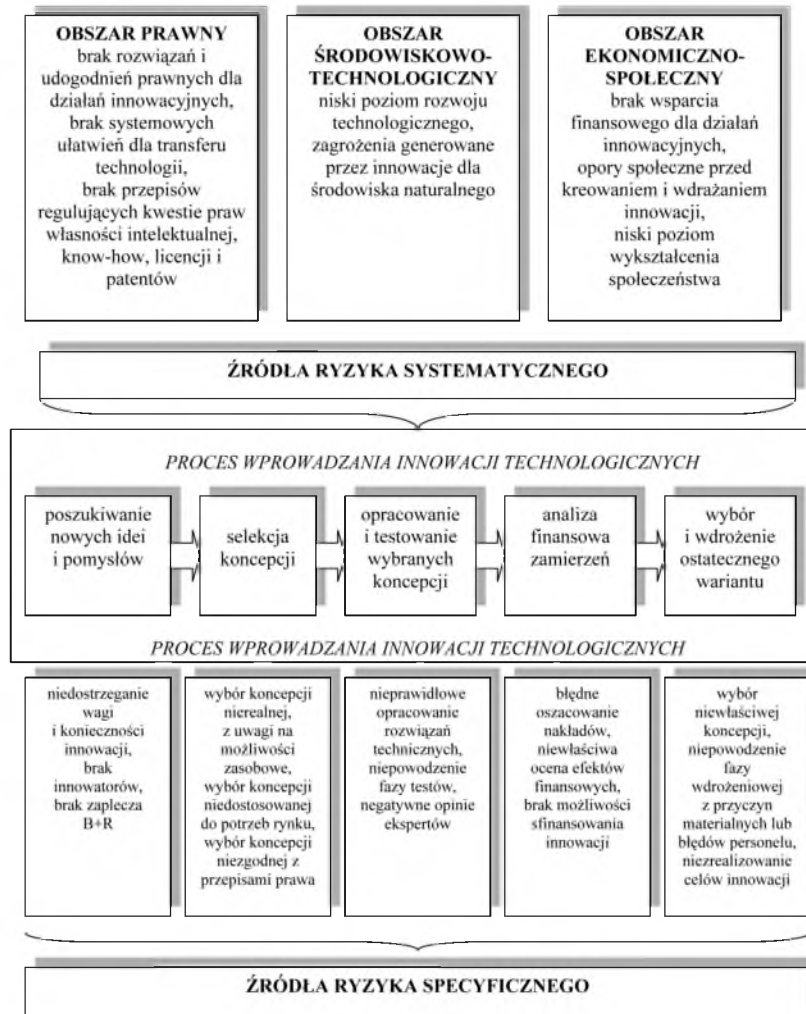 OBSZAR PRAWNY
brak rozwiązań i
udogodnień prawnych dla
działań innowacyjnych,
brak systemowych
ułatwień dla transferu
technologii,
brak przepisów
regulujących kwestie praw
własności intelektualnej,
know-how, licencji i
patentów
OBSZAR
ŚRODOWISKOWO-
TECHNOLOGICZNY
niski poziom rozwoju
technologicznego,
zagrożenia generowane
przez innowacje dla
środowiska naturalnego
OBSZAR
EKONOMICZNO-
SPOŁECZNY
brak wsparcia
finansowego dla działań
innowacyjnych,
opory społeczne przed
kreowaniem i wdrażaniem
innowacji,
niski poziom
wykształcenia
społeczeństwa
ŹRÓDŁA RYZYKA SYSTEMATYCZNEGO
PROCES WPROWADZANIA INNOWACJI TECHNOLOGICZNYCH
poszukiwanie
nowych idei
i pomysłów
selekcja
koncepcji
opracowanie
i testowanie
wybranych
koncepcji
analiza
finansowa
zamierzeń
wybór
i wdrożenie
ostatecznego
wariantu
PROCES WPROWADZANIA INNOWACJI TECHNOLOGICZNYCH
niedostrzeganie
wagi
i konieczności
innowacji,
brak
innowatorów,
brak zaplecza
B+R
wybór koncepcji
nierealnej,
z uwagi na
możliwości
zasobowe,
wybór koncepcji
niedostosowanej
do potrzeb rynku,
wybór koncepcji
niezgodnej z
przepisami prawa
nieprawidłowe
opracowanie
rozwiązań
technicznych,
niepowodzenie
fazy testów,
negatywne opinie
ekspertów
błędne
oszacowanie
nakładów,
niewłaściwa
ocena efektów
finansowych,
brak możliwości
sfinansowania
innowacji
wybór
niewłaściwej
koncepcji,
niepowodzenie
fazy
wdrożeniowej
z przyczyn
materialnych lub
błędów personelu,
niezrealizowanie
celów innowacji
ŹRÓDŁA RYZYKA SPECYFICZNEGO